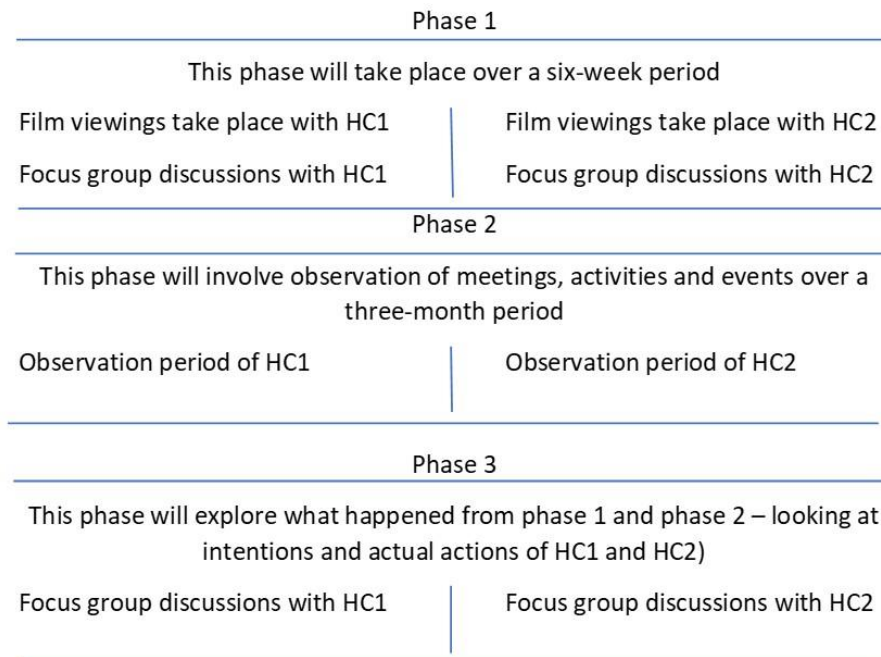 Phase 1
This phase will take place over a six-week period
Film viewings take place with HC1
Film viewings take place with HC2
Focus group discussions with HC1
Focus group discussions with HC2
Phase 2
This phase will involve observation of meetings, activities and events over a
three-month period
Observation period of HC1
Observation period of HC2
Phase 3
This phase will explore what happened from phase 1 and phase 2 – looking at
intentions and actual actions of HC1 and HC2)
Focus group discussions with HC1
Focus group discussions with HC2